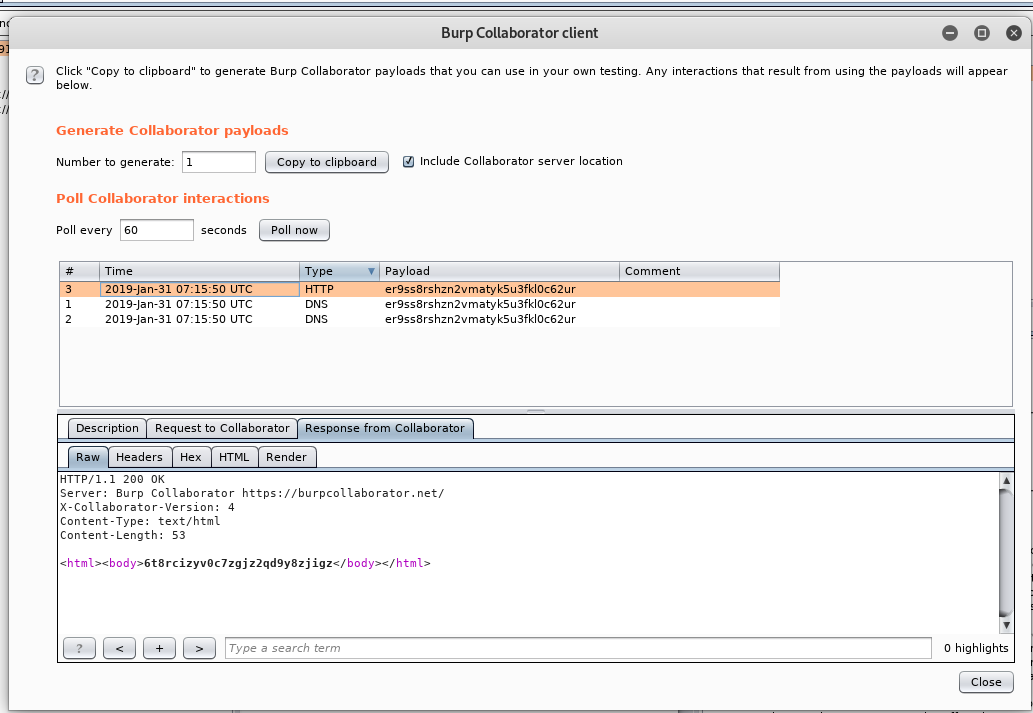 Burp Collaborator client
? Click "Copy to clipboard" to generate Burp Collaborator payloads that you can use in your own testing. Any interactions that result from using the payloads will appear
below.
Generate Collaborator payloads
Number to generate: 1 Copy to clipboard Include Collaborator server location
Poll Collaborator interactions
Poll every 60 seconds Poll now
# Time Type Payload Comment
3 2019-Jan-31 07:15:50 UTC HTTP er9ss8rshzn2vmatyk5u3fkl0c62ur
1 2019-Jan-31 07:15:50 UTC DNS er9ss8rshzn2vmatyk5u3fkl0c62ur
2 2019-Jan-31 07:15:50 UTC DNS er9ss8rshzn2vmatyk5u3fkl0c62ur
Description Request to Collaborator Response from Collaborator
Raw Headers Hex HTML Render
HTTP/1.1 200 OK
Server: Burp Collaborator https://burpcollaborator.net/
X-Collaborator-Version: 4
Content-Type: text/html
Content-Length: 53
<html><body>6t8rcizyv0c7zgjz2qd9y8zjigz</body></html>
? < + > Type a search term 0 highlights
Close